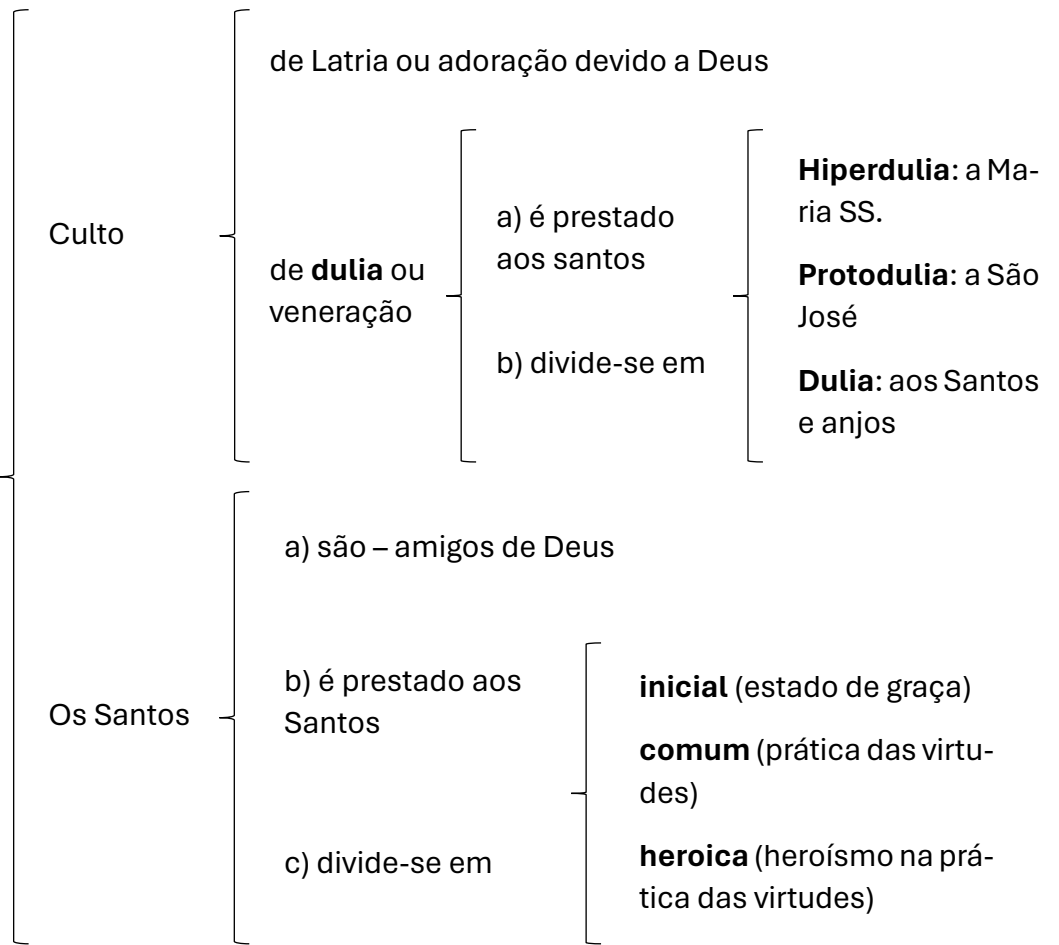 de Latria ou adoração devido a Deus
Culto
de dulia ou
veneração
a) é prestado
aos santos
b) divide-se em
Hiperdulia: a Ma-
ria SS.
Protodulia: a São
José
Dulia: aos Santos
e anjos
Os Santos
a) são – amigos de Deus
b) é prestado aos
Santos
c) divide-se em
inicial (estado de graça)
comum (prática das virtu-
des)
heroica (heroísmo na prá-
tica das virtudes)